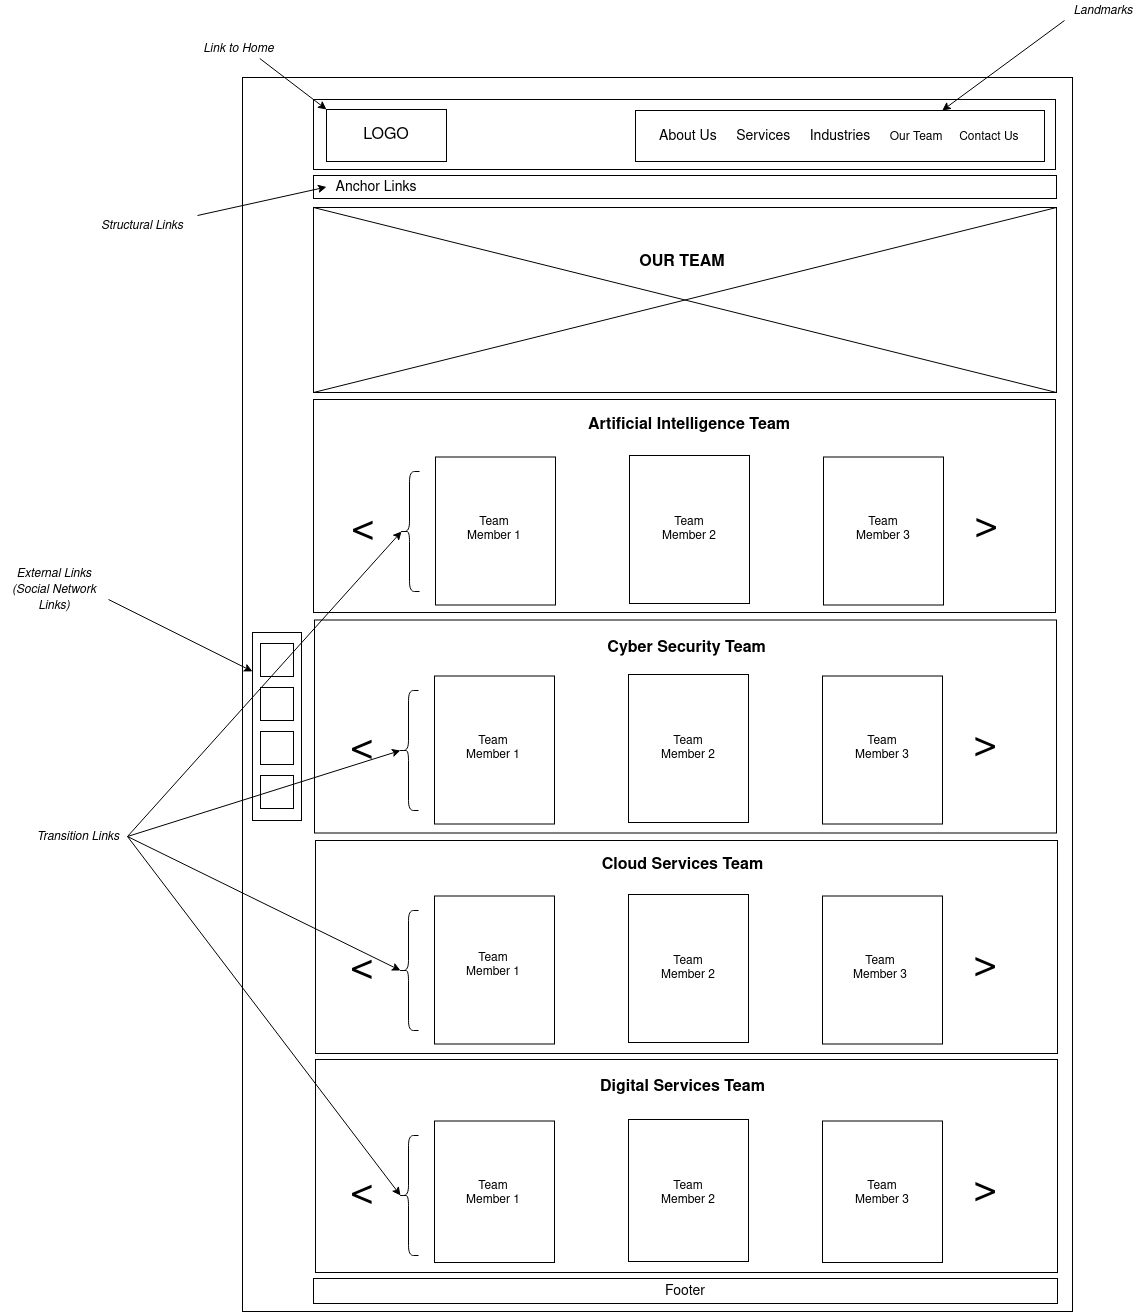 Landmarks
Link to Home
LOGO
About Us Services Industries Our Team Contact Us
Anchor Links
Structural Links
OUR TEAM
Artificial Intelligence Team
<
Team
Member 1
Team
Member 2
Team
Member 3
>
External Links
(Social Network
Links)
Cyber Security Team
<
Team
Member 1
Team
Member 2
Team
Member 3
>
Transition Links
Cloud Services Team
<
Team
Member 1
Team
Member 2
Team
Member 3
>
Digital Services Team
<
Team
Member 1
Team
Member 2
Team
Member 3
>
Footer